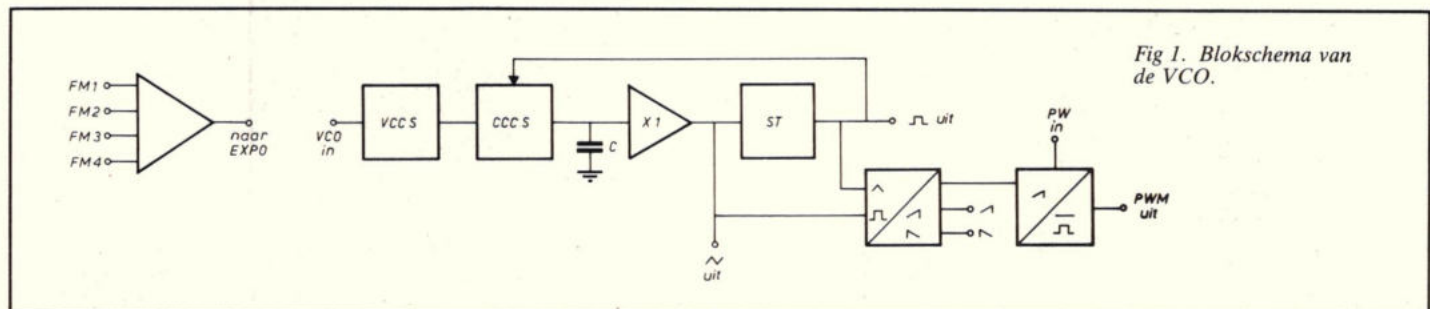 Fig 1. Blokschema van
de VCO.
FM1
FM2
FM3
FM4
naar
EXPO
VCO
in
VCCS
CCCS
C
X1
ST
uit
uit
PW
in
PWM
uit